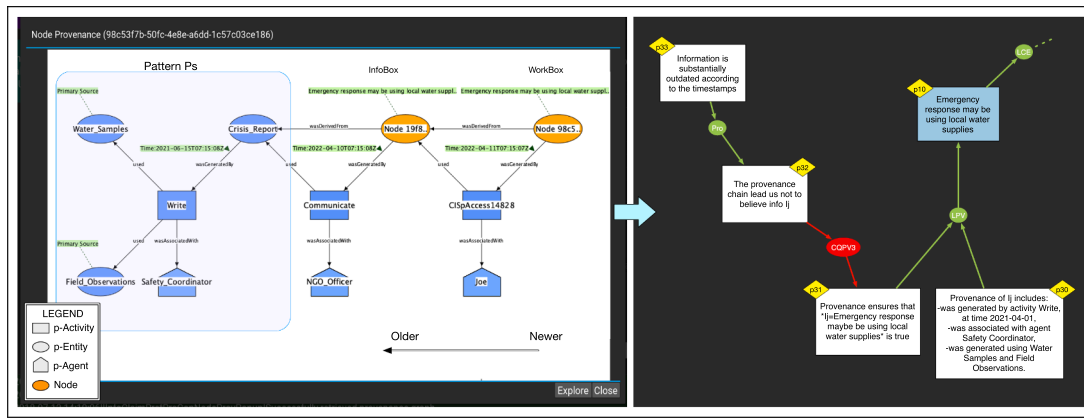 Node Provenance (98c53f7b-50fc-4e8e-a6dd-1c57c03ce186)
Pattern Ps
InfoBox
WorkBox
Primary Source
Emergency response may be using local water suppl..
Emergency response may be using local water suppl..
Water_Samples
Crisis_Report
wasDerivedFrom
Node 19f8..
wasDerivedFrom
Node 98c5..
Time:2021-06-15T07:15:08Z
Time:2022-04-10T07:15:08Z
Time:2022-04-11T07:15:07Z
used
wasGeneratedBy
used
wasGeneratedBy
used
wasGeneratedBy
Write
Communicate
CISpAccess14828
used
wasAssociatedWith
wasAssociatedWith
wasAssociatedWith
Primary Source
Field_Observations
Safety_Coordinator
NGO_Officer
Joe
LEGEND
p-Activity
p-Entity
p-Agent
Node
Older
Newer
Explore
Close
p33
Information is
substantially
outdated according
to the timestamps
Pro
p32
The provenance
chain lead us not to
believe info Ij
CQPV3
p31
Provenance ensures that
"Ij=Emergency response
maybe be using local
water supplies" is true
LCE
p10
Emergency
response may be
using local water
supplies
LPV
p30
Provenance of Ij includes:
-was generated by activity Write,
at time 2021-04-01,
-was associated with agent
Safety Coordinator,
-was generated using Water
Samples and Field
Observations.